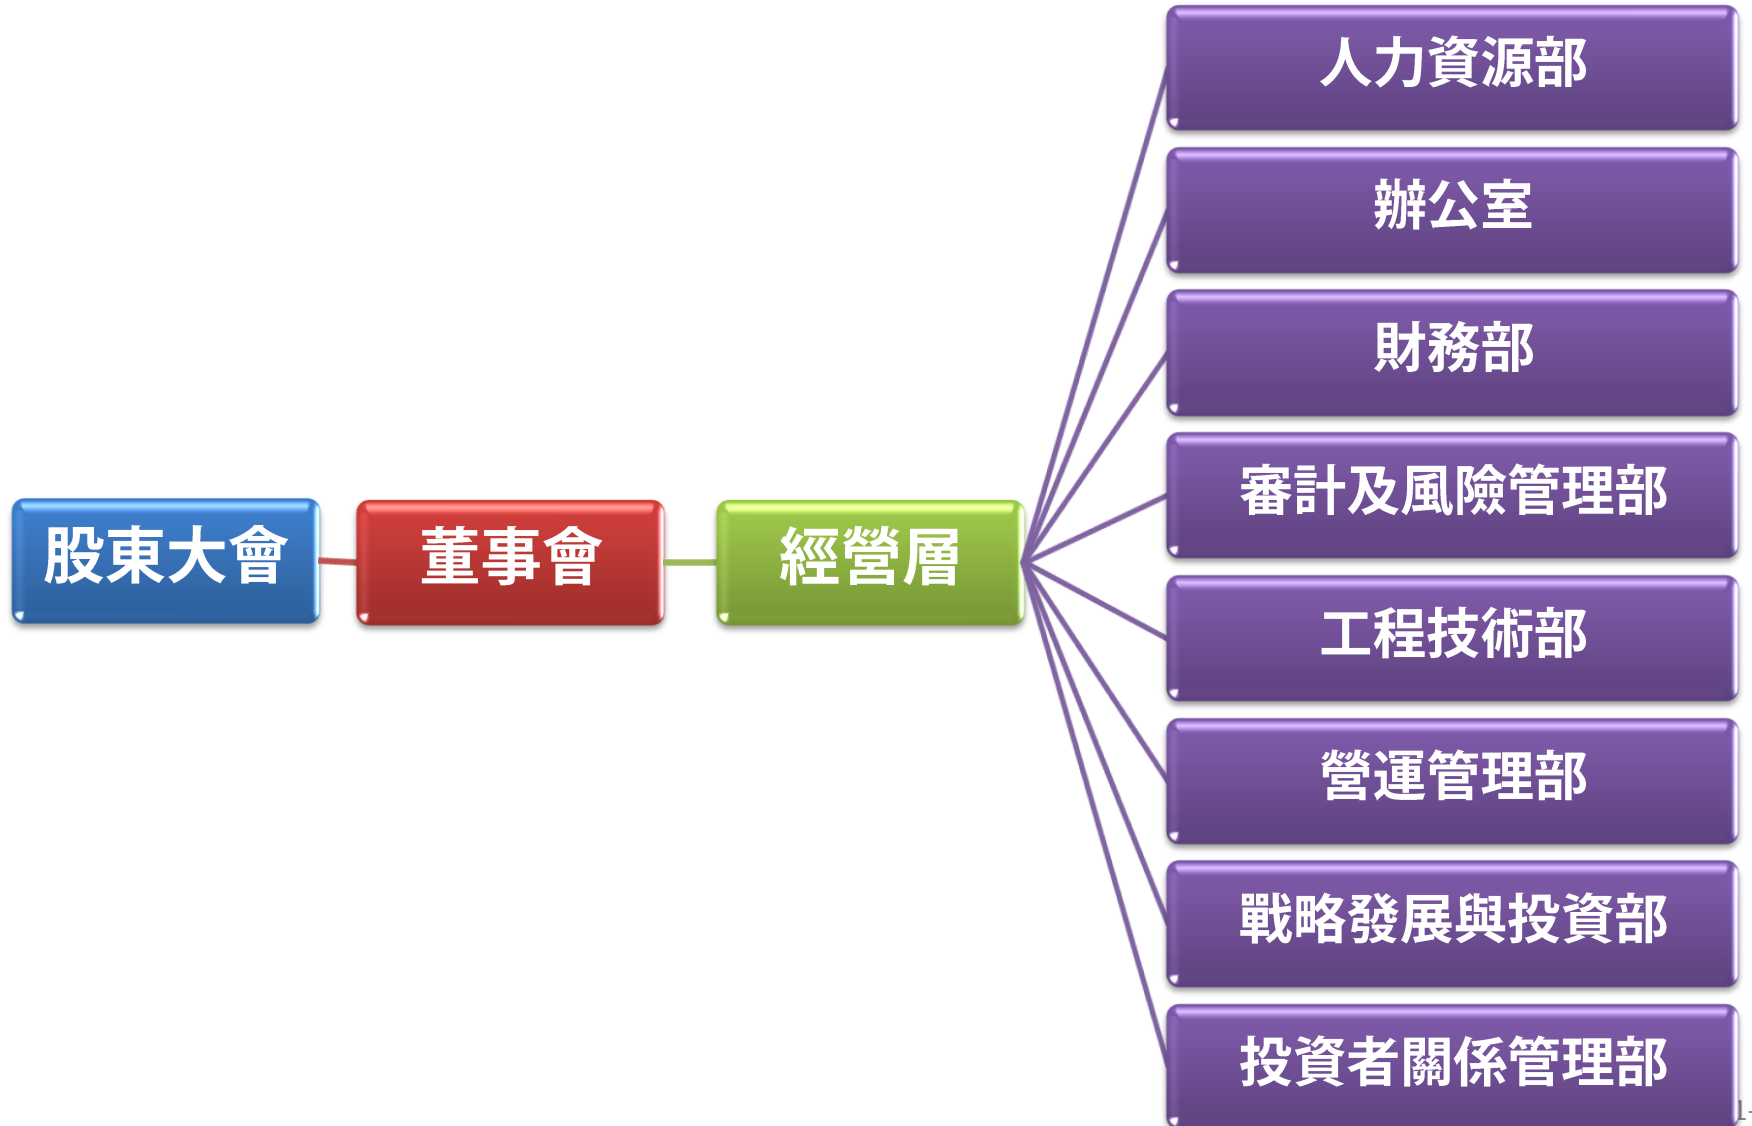 股東大會
董事會
經營層
人力資源部
辦公室
財務部
審計及風險管理部
工程技術部
營運管理部
戰略發展與投資部
投資者關係管理部
1-